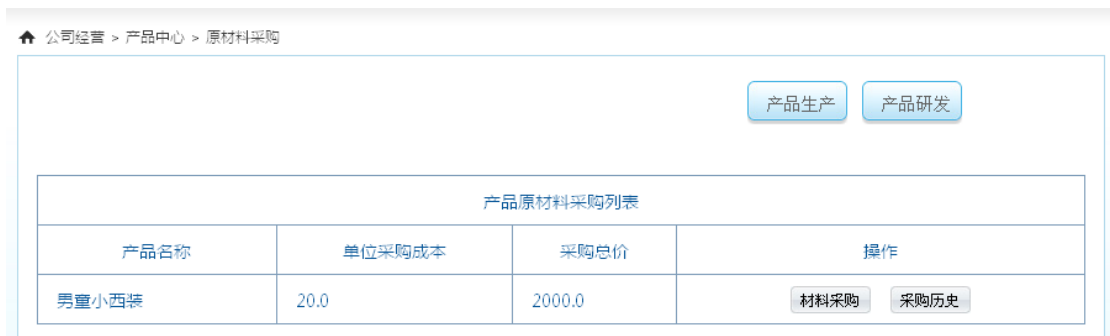 公司经营 > 产品中心 > 原材料采购
产品生产 产品研发
产品原材料采购列表
产品名称 单位采购成本 采购总价 操作
男童小西装 20.0 2000.0 材料采购 采购历史